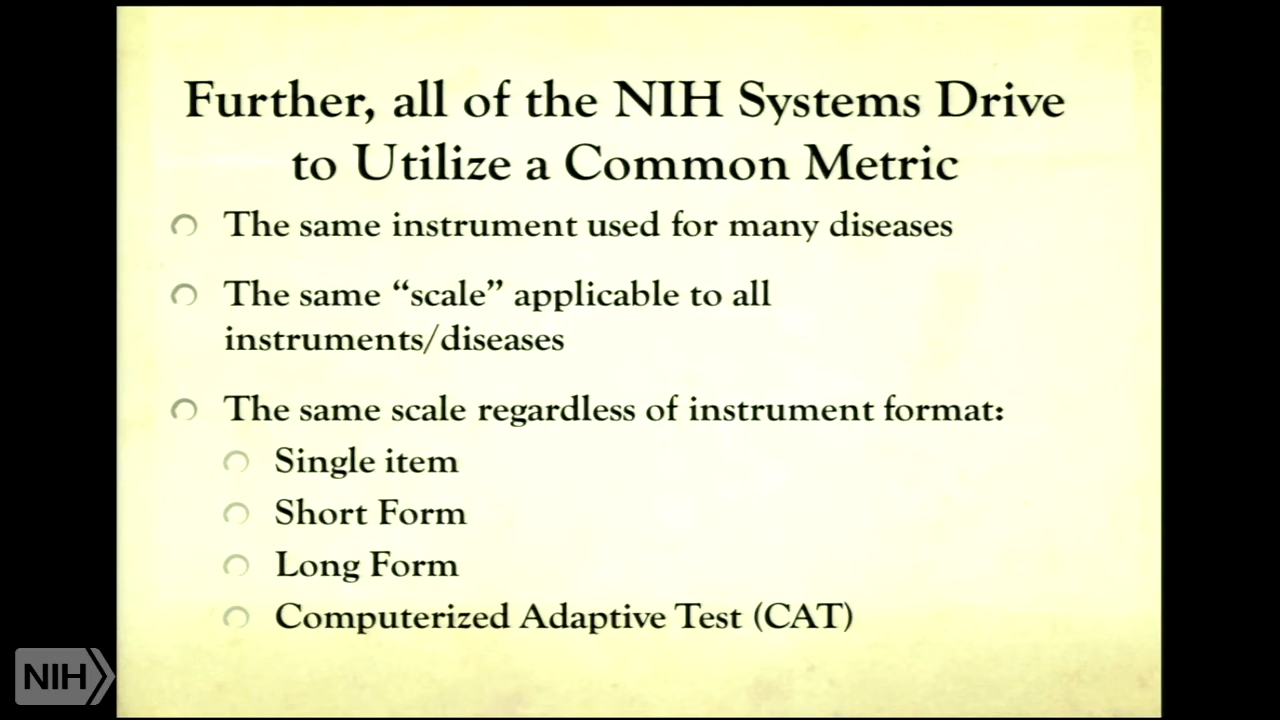 Further, all of the NIH Systems Drive
to Utilize a Common Metric
The same instrument used for many diseases
The same “scale” applicable to all
instruments/diseases
The same scale regardless of instrument format:
Single item
Short Form
Long Form
Computerized Adaptive Test (CAT)
NIH